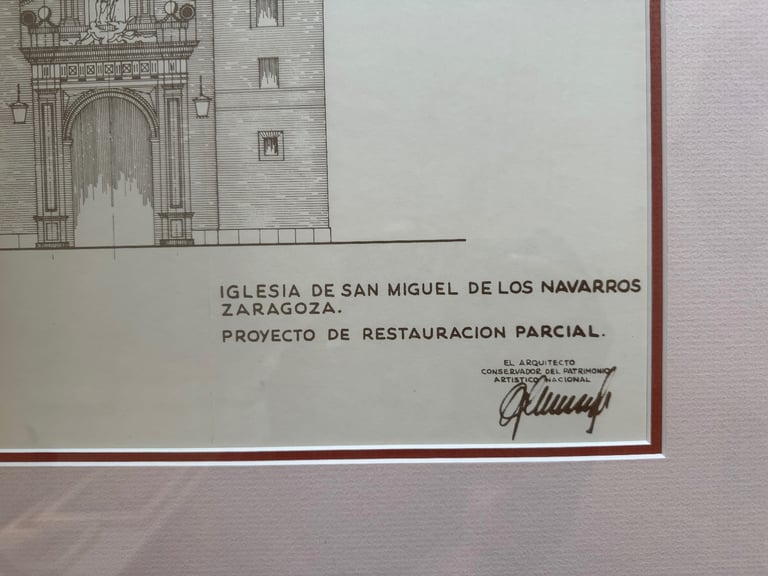 IGLESIA DE SAN MIGUEL DE LOS NAVARROS
ZARAGOZA.
PROYECTO DE RESTAURACION PARCIAL.
EL ARQUITECTO
CONSERVADOR DEL PATRIMONIO
ARTISTICO NACIONAL